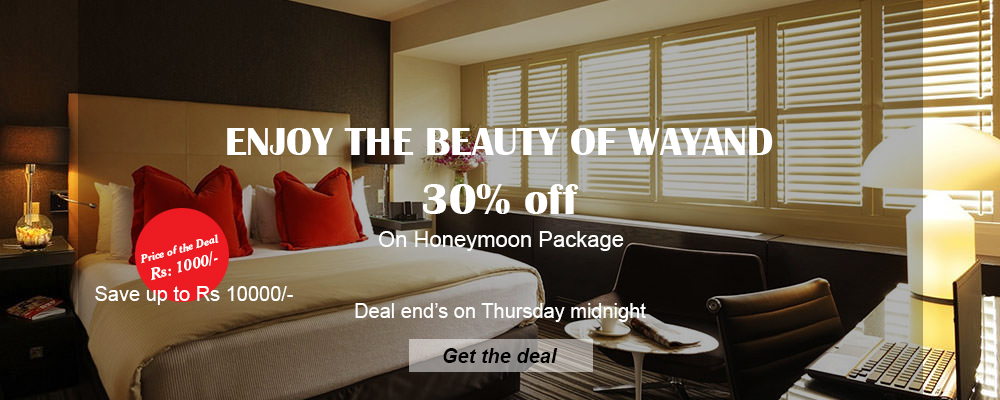 ENJOY THE BEAUTY OF WAYAND
30% off
On Honeymoon Package
Price of the Deal
Rs: 1000/-
Save up to Rs 10000/-
Deal end's on Thursday midnight
Get the deal